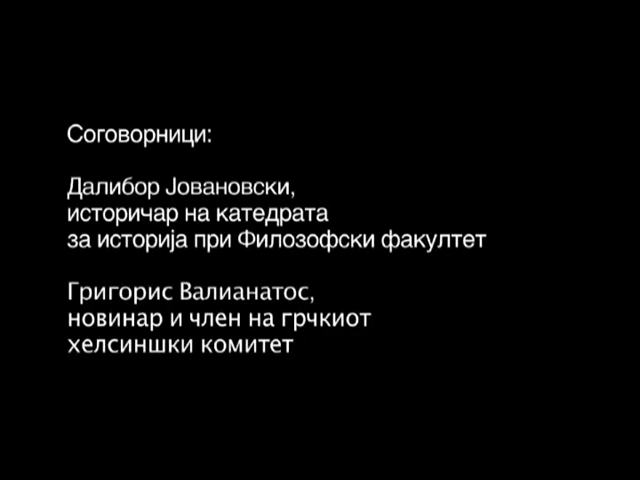 Соговорници:
Далибор Јовановски,
историчар на катедрата
за историја при Филозофски факултет
Григорис Валианатос,
новинар и член на грчкиот
хелсиншки комитет